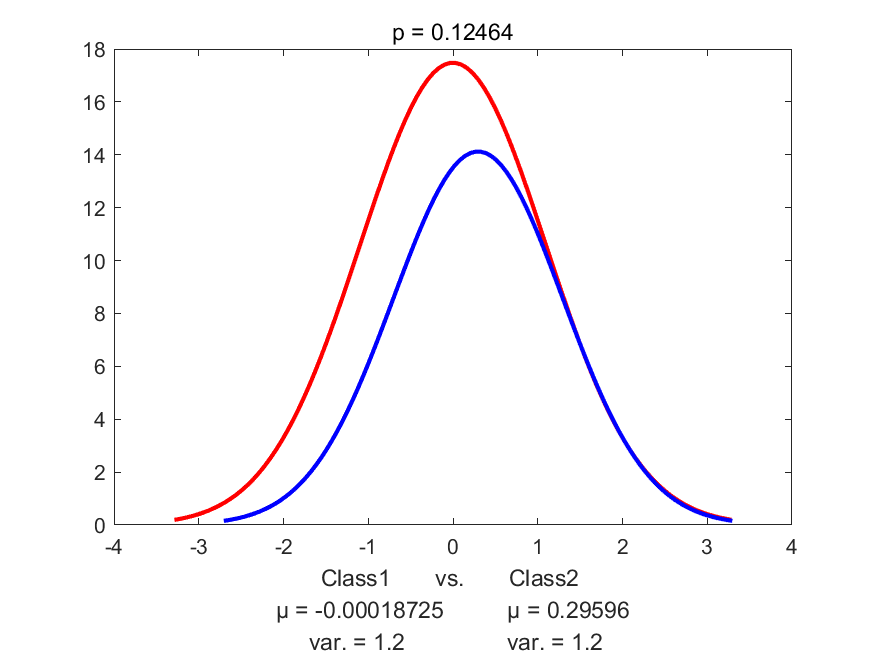 p = 0.12464
18
16
14
12
10
8
6
4
2
0
-4 -3 -2 -1 0 1 2 3 4
Class1 vs. Class2
μ = -0.00018725 μ = 0.29596
var. = 1.2 var. = 1.2